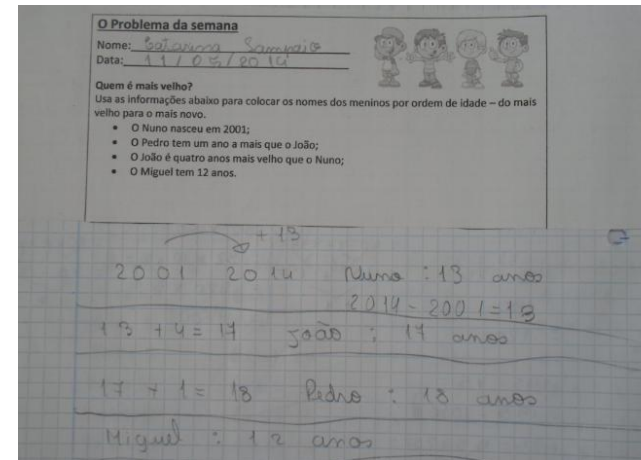 O Problema da semana
Nome: Catarina Sampaio
Data: 11/05/2014
Quem é mais velho?
Usa as informações abaixo para colocar os nomes dos meninos por ordem de idade – do mais
velho para o mais novo.
• O Nuno nasceu em 2001;
• O Pedro tem um ano a mais que o João;
• O João é quatro anos mais velho que o Nuno;
• O Miguel tem 12 anos.
+ 13
2001 2014 Nuno : 13 anos
2014 - 2001 = 13
13 + 4 = 17 João : 17 anos
17 + 1 = 18 Pedro : 18 anos
Miguel : 12 anos